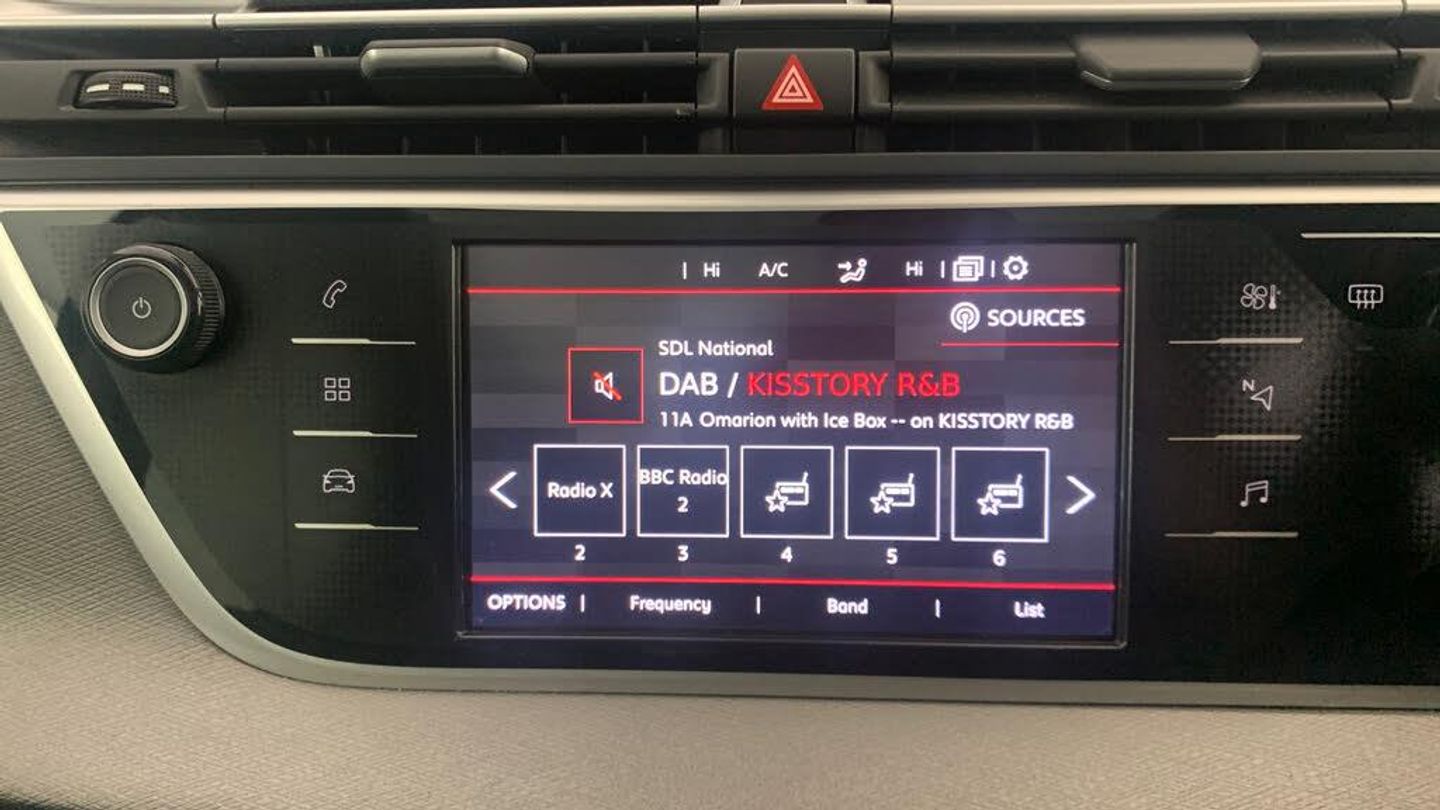 Hi A/C Hi
SOURCES
SDL National
DAB / KISSTORY R&B
11A Omarion with Ice Box -- on KISSTORY R&B
Radio X
BBC Radio
2
2 3 4 5 6
OPTIONS | Frequency | Band | List
N